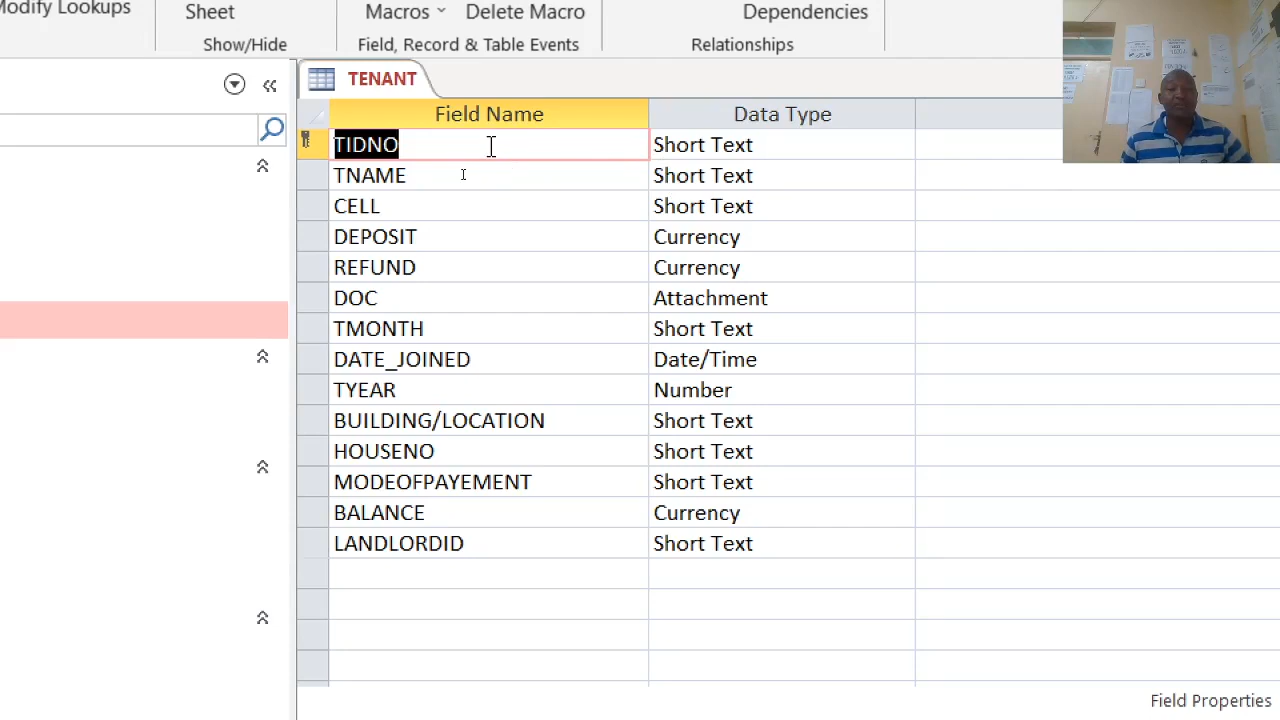 Modify Lookups
Sheet
Macros
Delete Macro
Dependencies
Show/Hide
Field, Record & Table Events
Relationships
TENANT
Field Name Data Type
TIDNO Short Text
TNAME Short Text
CELL Short Text
DEPOSIT Currency
REFUND Currency
DOC Attachment
TMONTH Short Text
DATE_JOINED Date/Time
TYEAR Number
BUILDING/LOCATION Short Text
HOUSENO Short Text
MODEOFPAYEMENT Short Text
BALANCE Currency
LANDLORDID Short Text
Field Properties